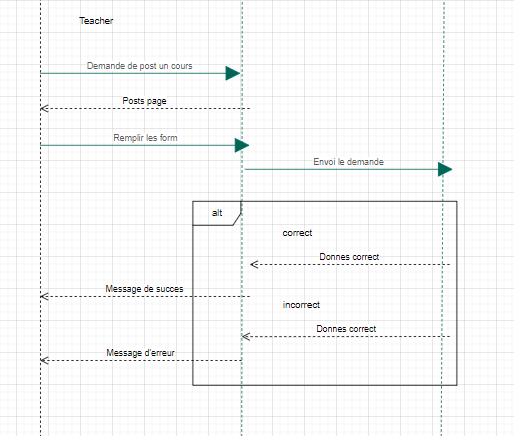 Teacher
Demande de post un cours
Posts page
Remplir les form
Envoi le demande
alt
correct
Donnes correct
Message de succes
incorrect
Donnes correct
Message d'erreur